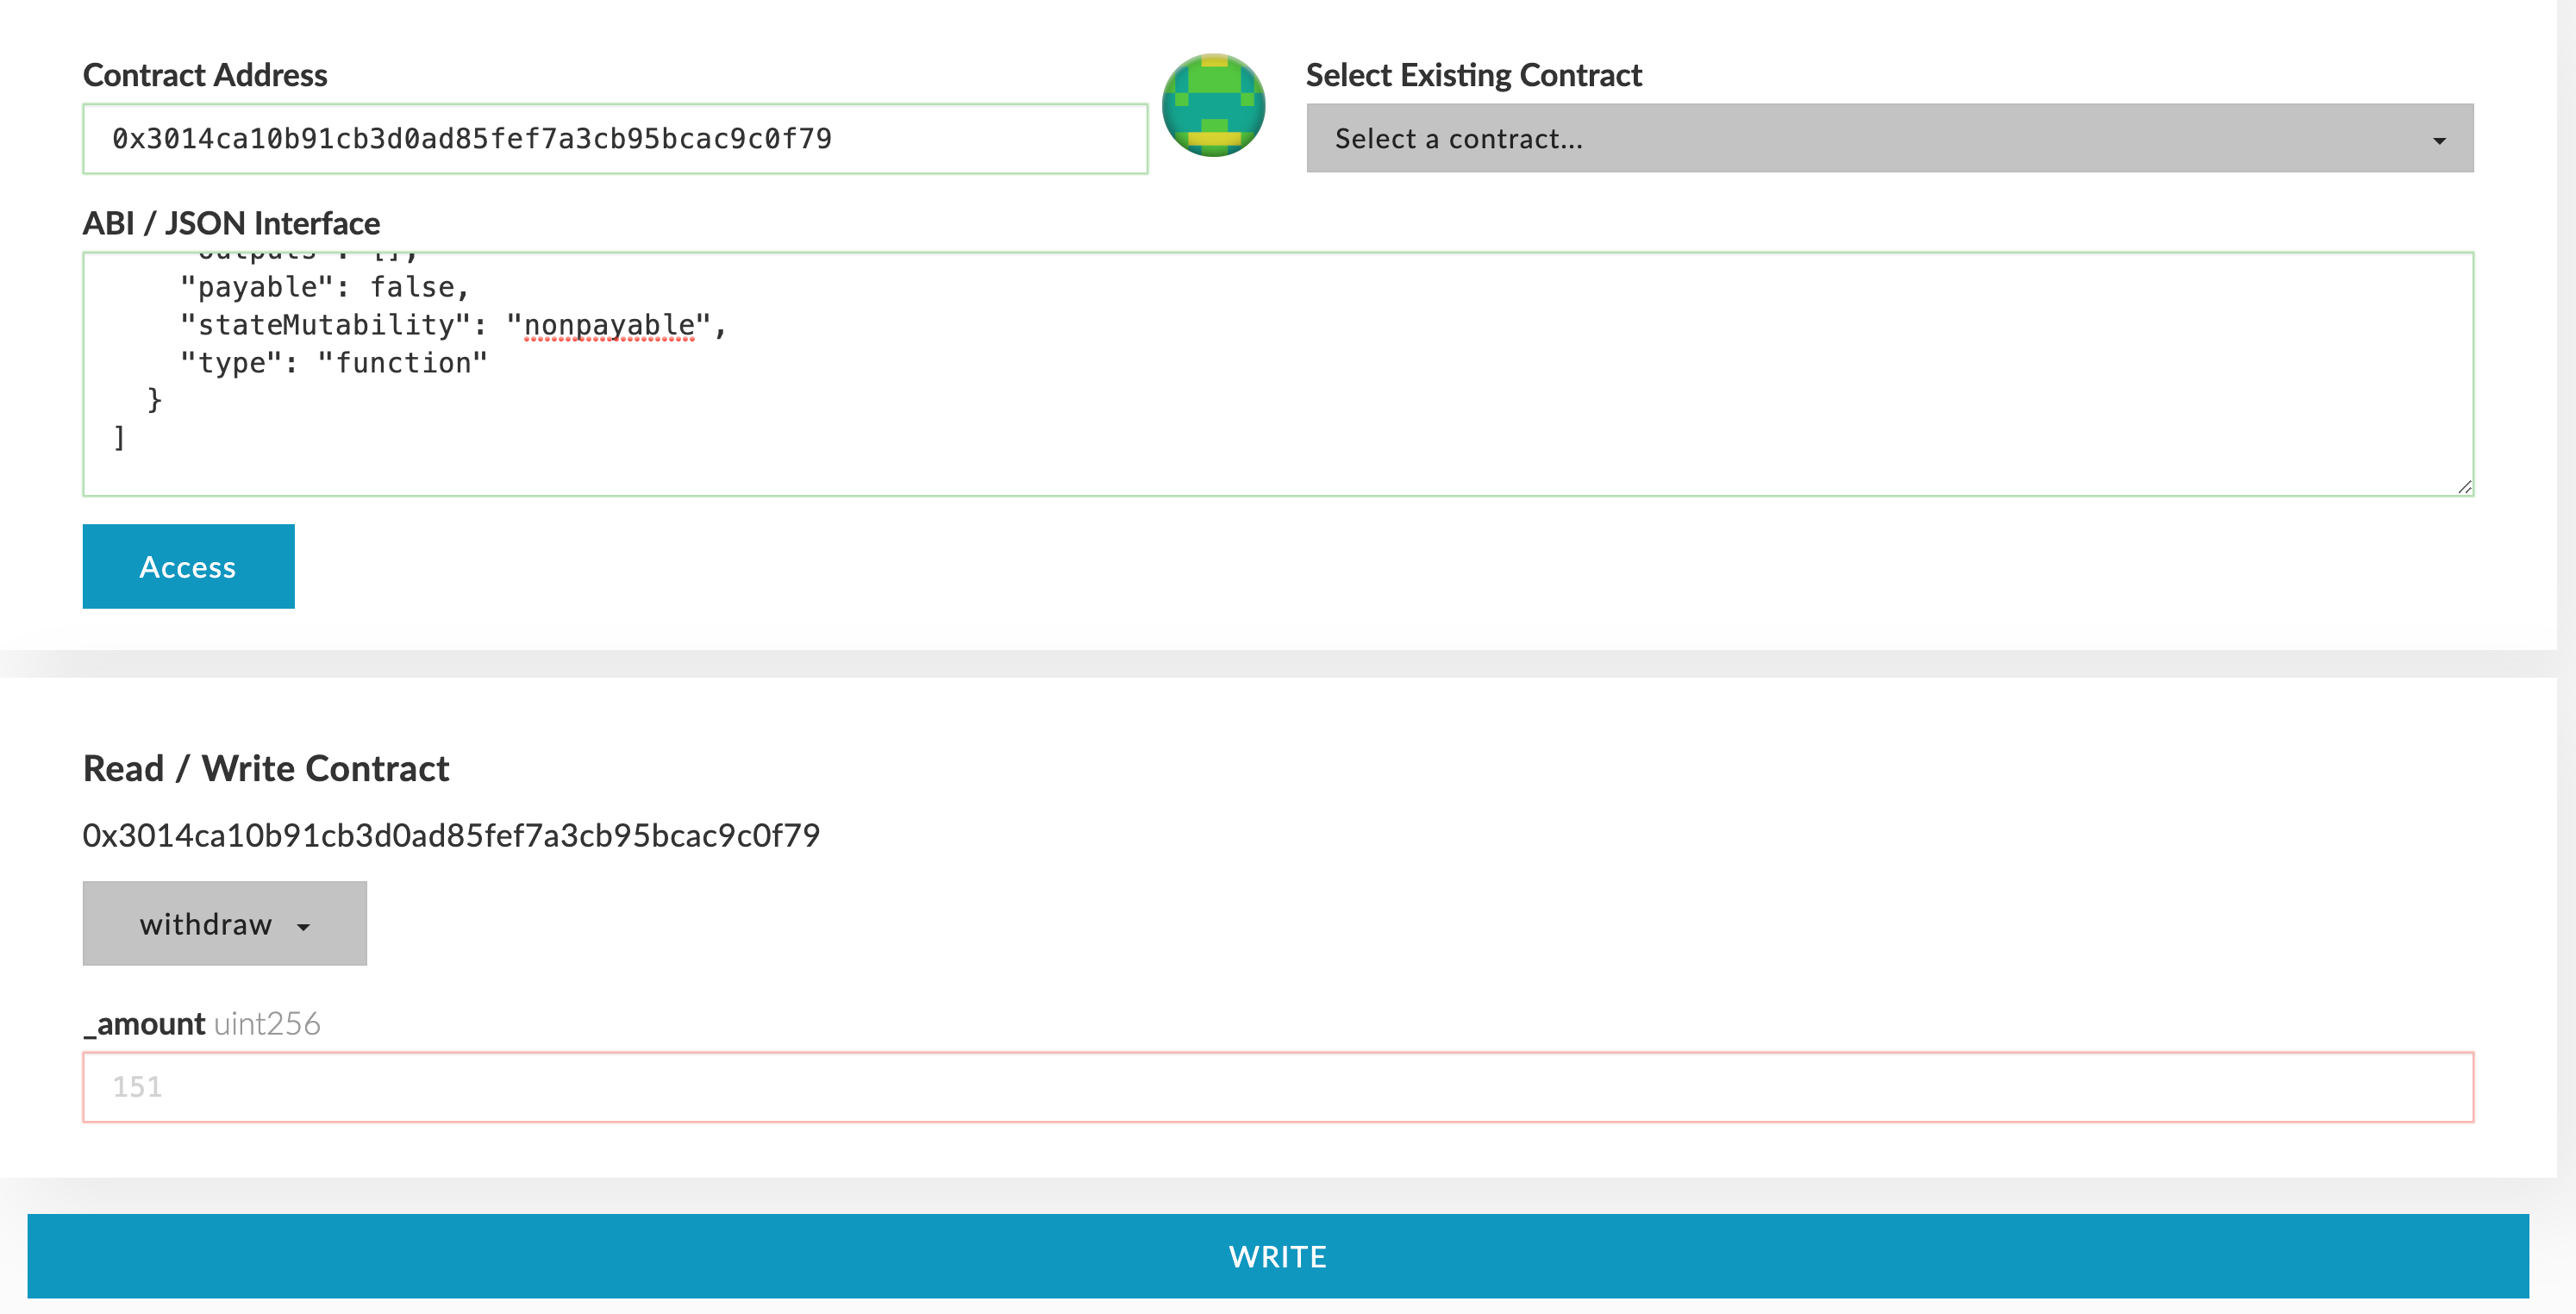 Contract Address
0x3014ca10b91cb3d0ad85fef7a3cb95bcac9c0f79
Select Existing Contract
Select a contract...
ABI / JSON Interface
"outputs": [],
"payable": false,
"stateMutability": "nonpayable",
"type": "function"
}
]
Access
Read / Write Contract
0x3014ca10b91cb3d0ad85fef7a3cb95bcac9c0f79
withdraw
_amount uint256
151
WRITE